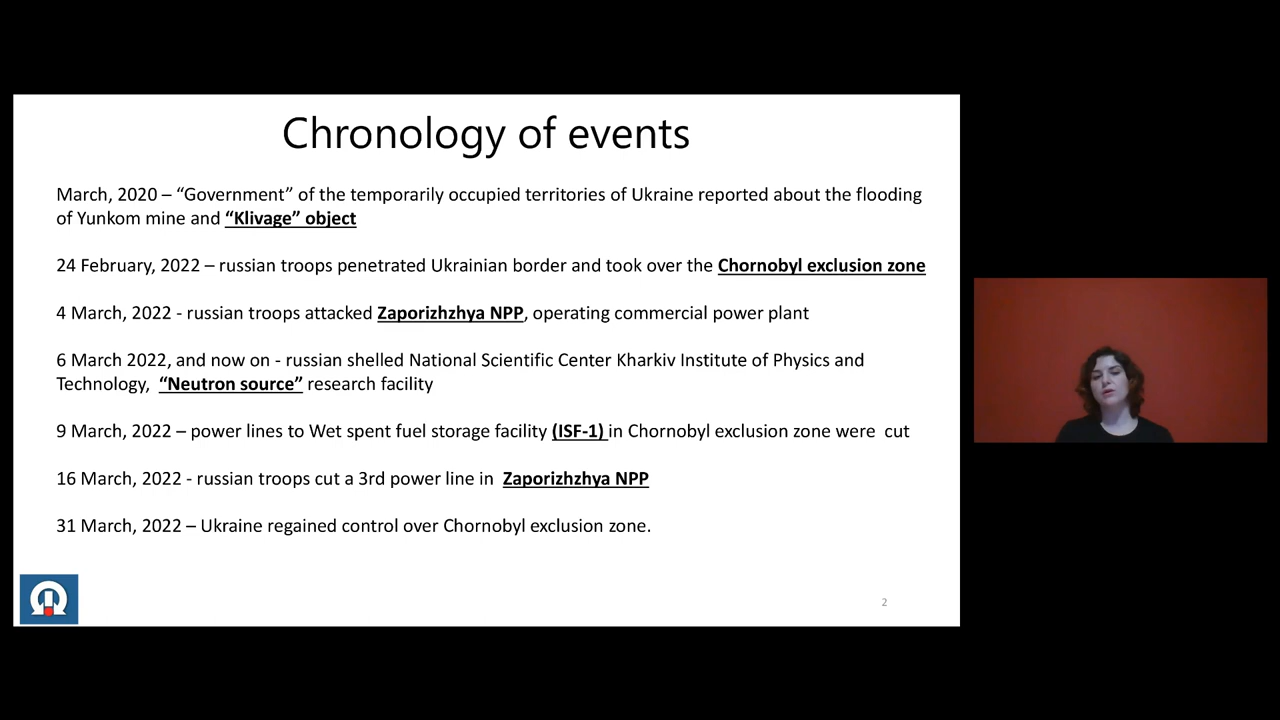 Chronology of events
March, 2020 – “Government” of the temporarily occupied territories of Ukraine reported about the flooding
of Yunkom mine and “Klivage” object
24 February, 2022 – russian troops penetrated Ukrainian border and took over the Chornobyl exclusion zone
4 March, 2022 - russian troops attacked Zaporizhzhya NPP, operating commercial power plant
6 March 2022, and now on - russian shelled National Scientific Center Kharkiv Institute of Physics and
Technology, “Neutron source” research facility
9 March, 2022 – power lines to Wet spent fuel storage facility (ISF-1) in Chornobyl exclusion zone were cut
16 March, 2022 - russian troops cut a 3rd power line in Zaporizhzhya NPP
31 March, 2022 – Ukraine regained control over Chornobyl exclusion zone.
2